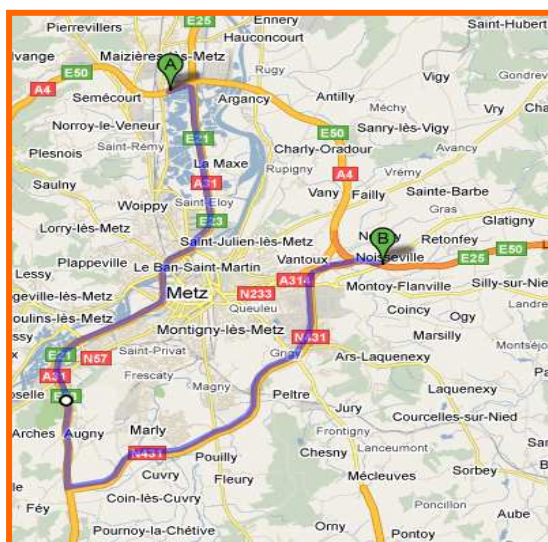 Pierrevillers
E25
Ennery
Saint-Hubert
Hauconcourt
Maizières-lès-Metz
A
Rugy
Vigy
E50
A4
Semécourt
Argancy
Antilly
Méchy
Vry
Norroy-le-Veneur
E21
E50
Sanry-lès-Vigy
Charly-Oradour
Avancy
Plesnois
Saint-Rémy
La Maxe
Rupigny
A4
Vrémy
A31
Vany
Failly
Sainte-Barbe
Saulny
Saint-Eloy
Woippy
Gras
Glatigny
Lorry-lès-Metz
E23
B
Retonfey
E50
Saint-Julien-lès-Metz
Noisseville
Plappeville
Vantoux
E25
Lessy
Le Ban-Saint-Martin
A314
Montoy-Flanville
Silly-sur-Nied
Metz
N233
Queuleu
Coincy
Ogy
Montigny-lès-Metz
N431
Marsilly
E21
N57
Saint-Privat
Grigy
Ars-Laquenexy
A31
Frescaty
Magny
Peltre
Laquenexy
Jury
Courcelles-sur-Nied
Arches
Augny
Marly
Frontigny
N431
Pouilly
Chesny
Lanceumont
Cuvry
Fleury
Mécleuves
Sorbey
Féy
Coin-lès-Cuvry
Poncillon
Orny
Aube
Pournoy-la-Chétive
Pontoy